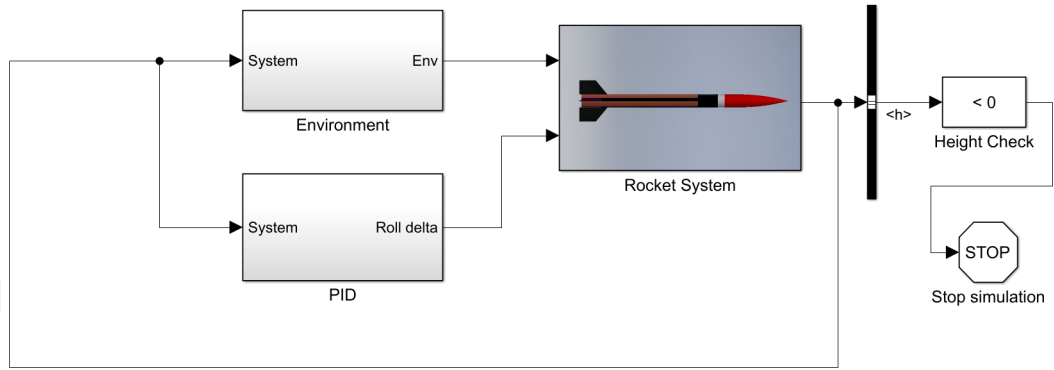 System
Env
Environment
System
Roll delta
PID
Rocket System
<h>
< 0
Height Check
STOP
Stop simulation